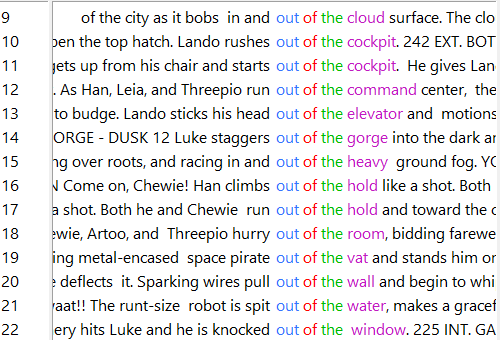 9 of the city as it bobs in and out of the cloud surface. The clo
10 pen the top hatch. Lando rushes out of the cockpit. 242 EXT. BOT
11 gets up from his chair and starts out of the cockpit. He gives Lan
12 . As Han, Leia, and Threepio run out of the command center, the
13 to budge. Lando sticks his head out of the elevator and motions
14 GORGE - DUSK 12 Luke staggers out of the gorge into the dark an
15 ng over roots, and racing in and out of the heavy ground fog. YO
16 N Come on, Chewie! Han climbs out of the hold like a shot. Both
17 a shot. Both he and Chewie run out of the hold and toward the c
18 ewie, Artoo, and Threepio hurry out of the room, bidding farewe
19 ing metal-encased space pirate out of the vat and stands him on
20 e deflects it. Sparking wires pull out of the wall and begin to whi
21 vaat!! The runt-size robot is spit out of the water, makes a gracef
22 ery hits Luke and he is knocked out of the window. 225 INT. GA